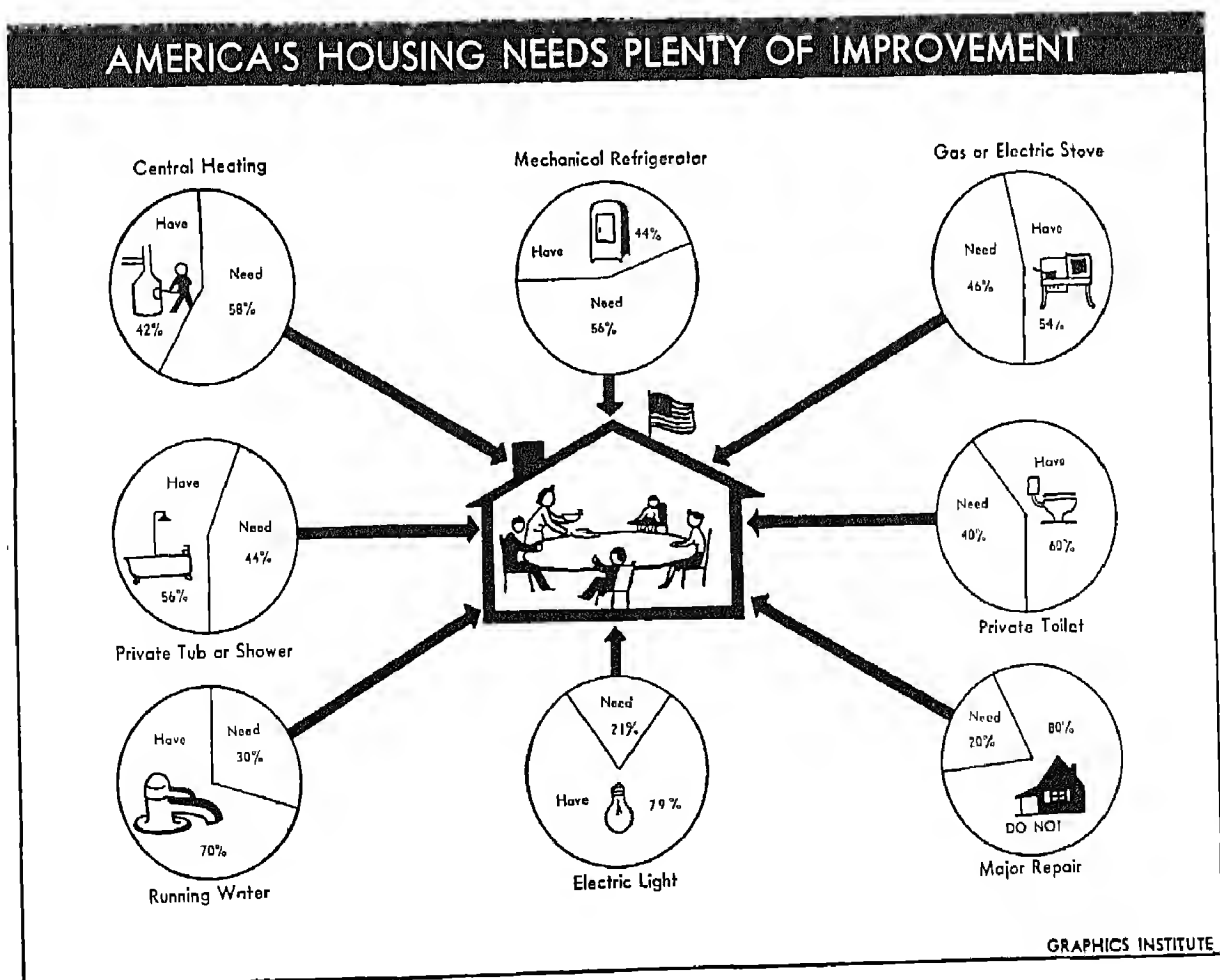 AMERICA'S HOUSING NEEDS PLENTY OF IMPROVEMENT
Central Heating
Have
Need
58%
42%
Mechanical Refrigerator
44%
Have
Need
56%
Gas or Electric Stove
Have
Need
46%
54%
Have
Need
44%
56%
Private Tub or Shower
Have
Need
40%
60%
Private Toilet
Need
30%
Have
70%
Running Water
Need
21%
Have
79%
Electric Light
Need
20%
80%
DO NOT
Major Repair
GRAPHICS INSTITUTE